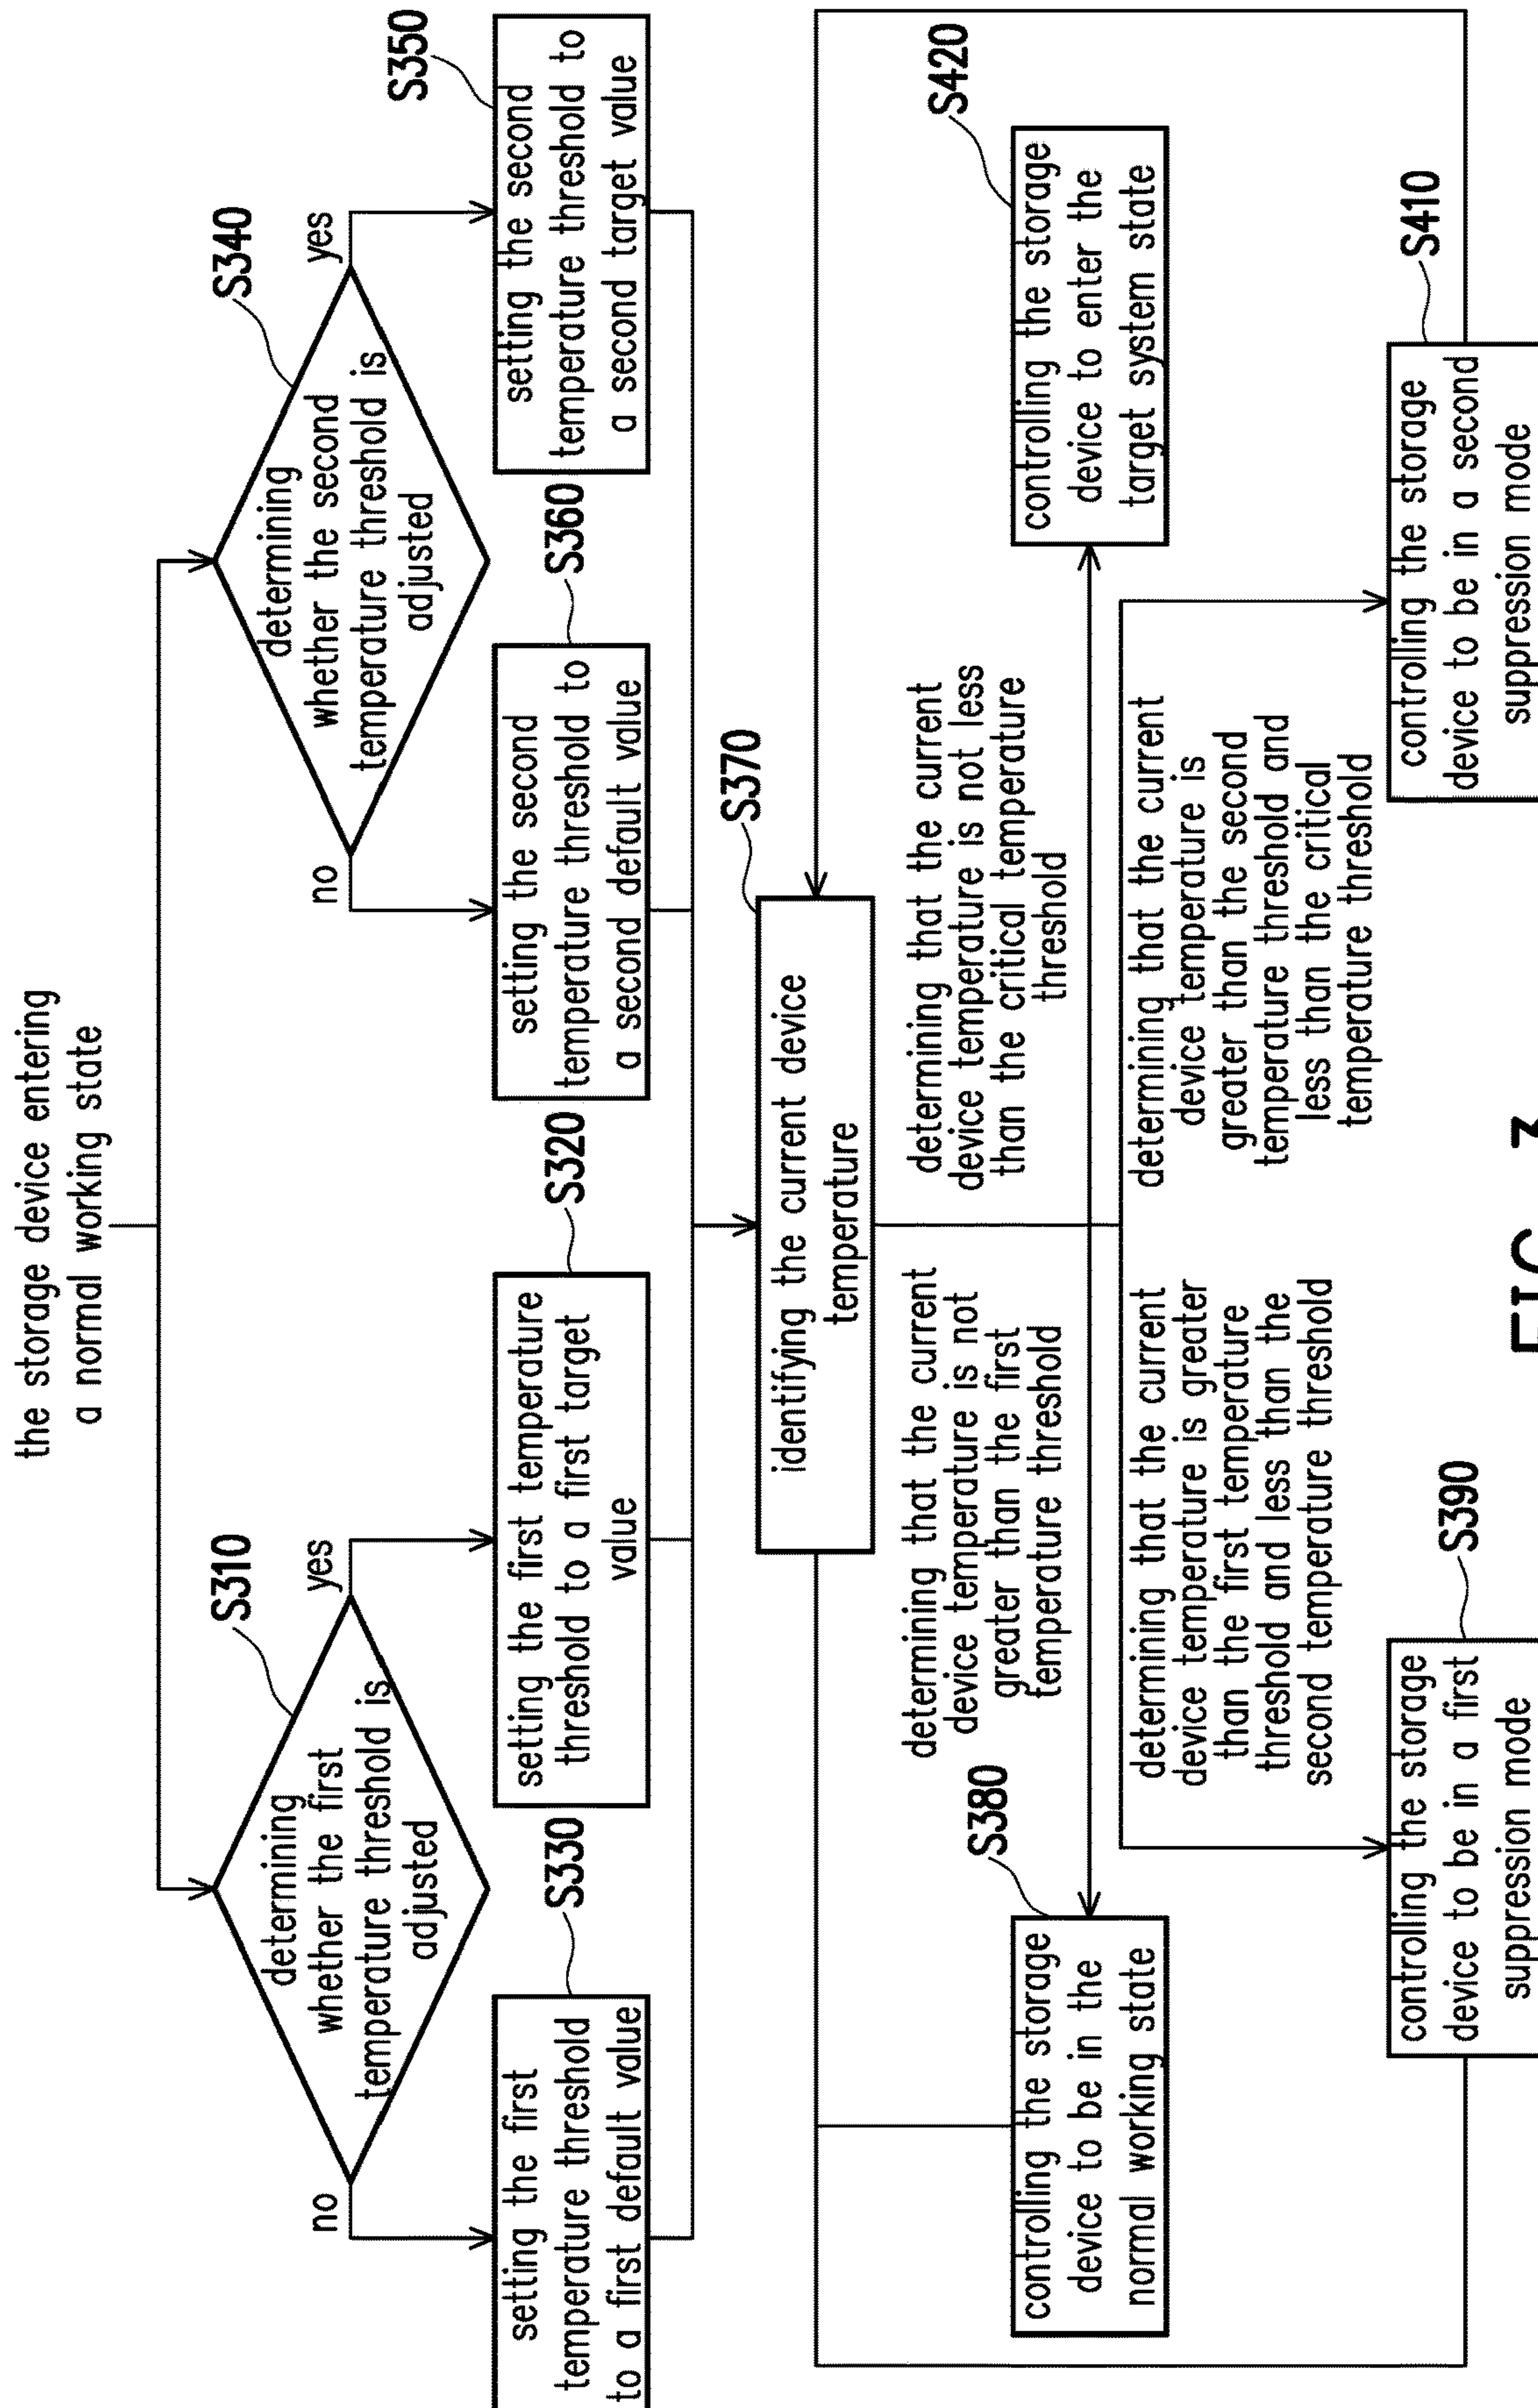 the storage device entering
a normal working state
S310
determining
whether the first
temperature threshold is
adjusted
no
yes
S340
determining
whether the second
temperature threshold is
adjusted
no
yes
S330
setting the first
temperature threshold
to a first default value
S320
setting the first temperature
threshold to a first target
value
S360
setting the second
temperature threshold to
a second default value
S350
setting the second
temperature threshold to
a second target value
S370
identifying the current device
temperature
determining that the current
device temperature is not
greater than the first
temperature threshold
determining that the current
device temperature is not less
than the critical temperature
threshold
S380
controlling the storage
device to be in the
normal working state
S420
controlling the storage
device to enter the
target system state
determining that the current
device temperature is greater
than the first temperature
threshold and less than the
second temperature threshold
determining that the current
device temperature is
greater than the second
temperature threshold and
less than the critical
temperature threshold
S390
controlling the storage
device to be in a first
suppression mode
S410
controlling the storage
device to be in a second
suppression mode
FIG. 3